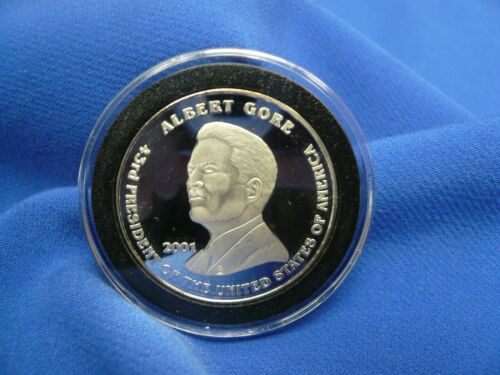 ALBERT GORE
43rd PRESIDENT OF THE UNITED STATES OF AMERICA
2001